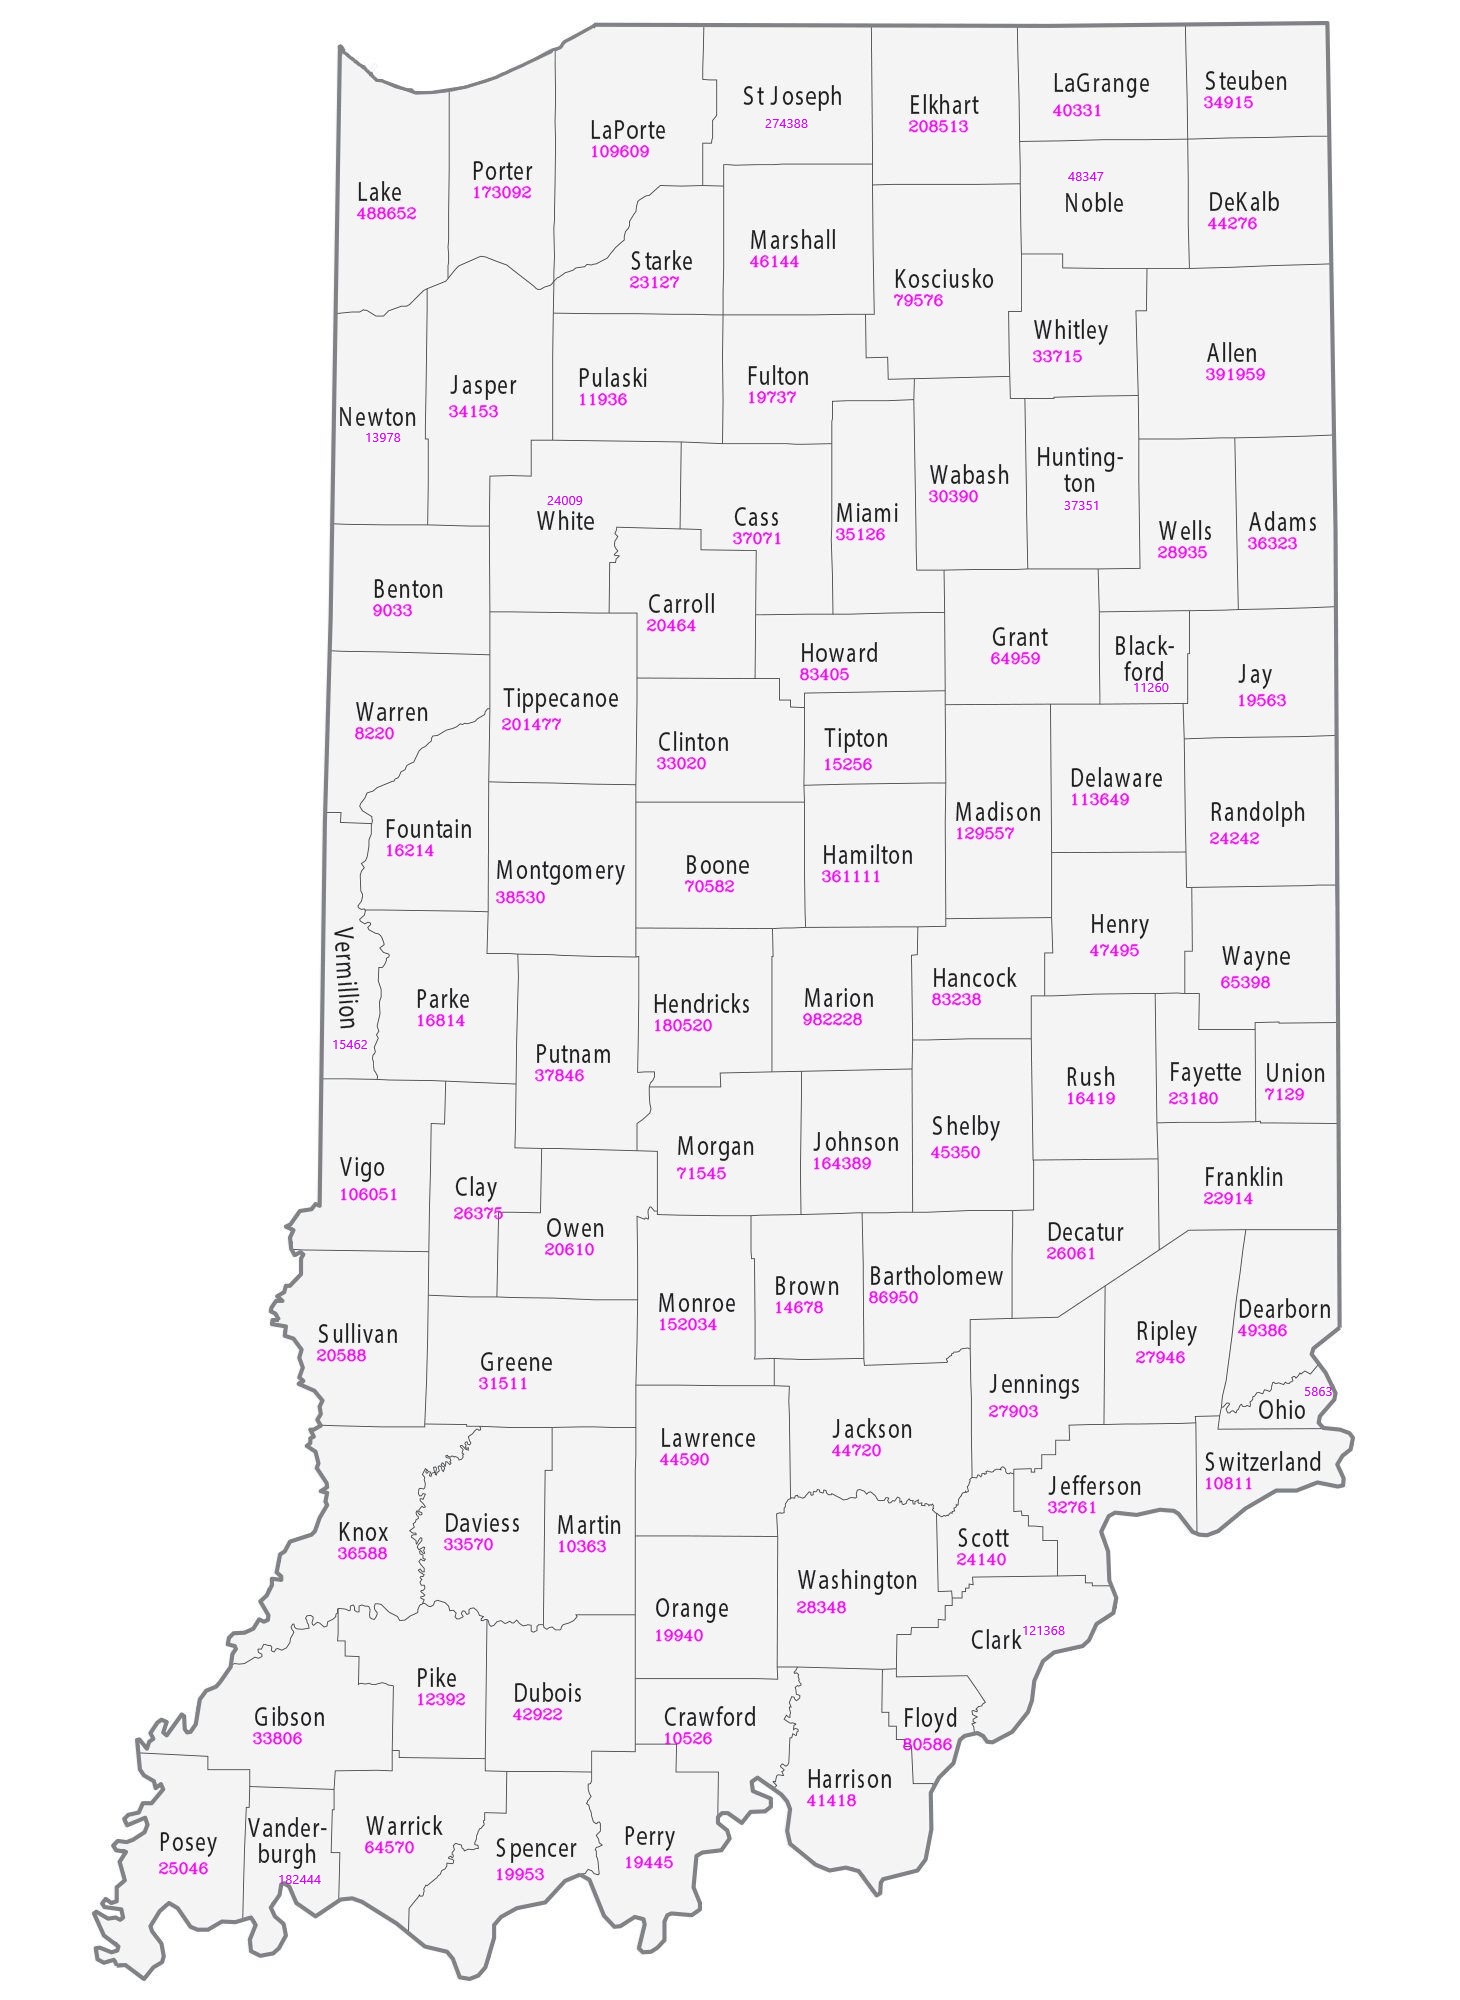 St Joseph
274388
LaGrange
40331
Steuben
34915
Elkhart
208513
LaPorte
109609
Porter
173092
Lake
488652
48347
Noble
DeKalb
44276
Marshall
46144
Starke
23127
Kosciusko
79576
Whitley
33715
Allen
391959
Jasper
34153
Pulaski
11936
Fulton
19737
Newton
13978
Wabash
30390
Hunting-
ton
37351
24009
White
Cass
37071
Miami
35126
Wells
28935
Adams
36323
Benton
9033
Carroll
20464
Howard
83405
Grant
64959
Black-
ford
11260
Jay
19563
Warren
8220
Tippecanoe
201477
Clinton
33020
Tipton
15256
Delaware
113649
Madison
129557
Randolph
24242
Fountain
16214
Montgomery
38530
Boone
70582
Hamilton
361111
Henry
47495
Wayne
65398
Vermillion
15462
Parke
16814
Hendricks
180520
Marion
982228
Hancock
83238
Putnam
37846
Rush
16419
Fayette
23180
Union
7129
Vigo
106051
Clay
26375
Morgan
71545
Johnson
164389
Shelby
45350
Franklin
22914
Owen
20610
Decatur
26061
Monroe
152034
Brown
14678
Bartholomew
86950
Dearborn
49386
Sullivan
20588
Greene
31511
Ripley
27946
Jennings
27903
5863
Ohio
Lawrence
44590
Jackson
44720
Switzerland
10811
Jefferson
32761
Knox
36588
Daviess
33570
Martin
10363
Scott
24140
Washington
28348
Orange
19940
Clark
121368
Pike
12392
Dubois
42922
Gibson
33806
Crawford
10526
Floyd
80586
Harrison
41418
Posey
25046
Vander-
burgh
182444
Warrick
64570
Spencer
19953
Perry
19445